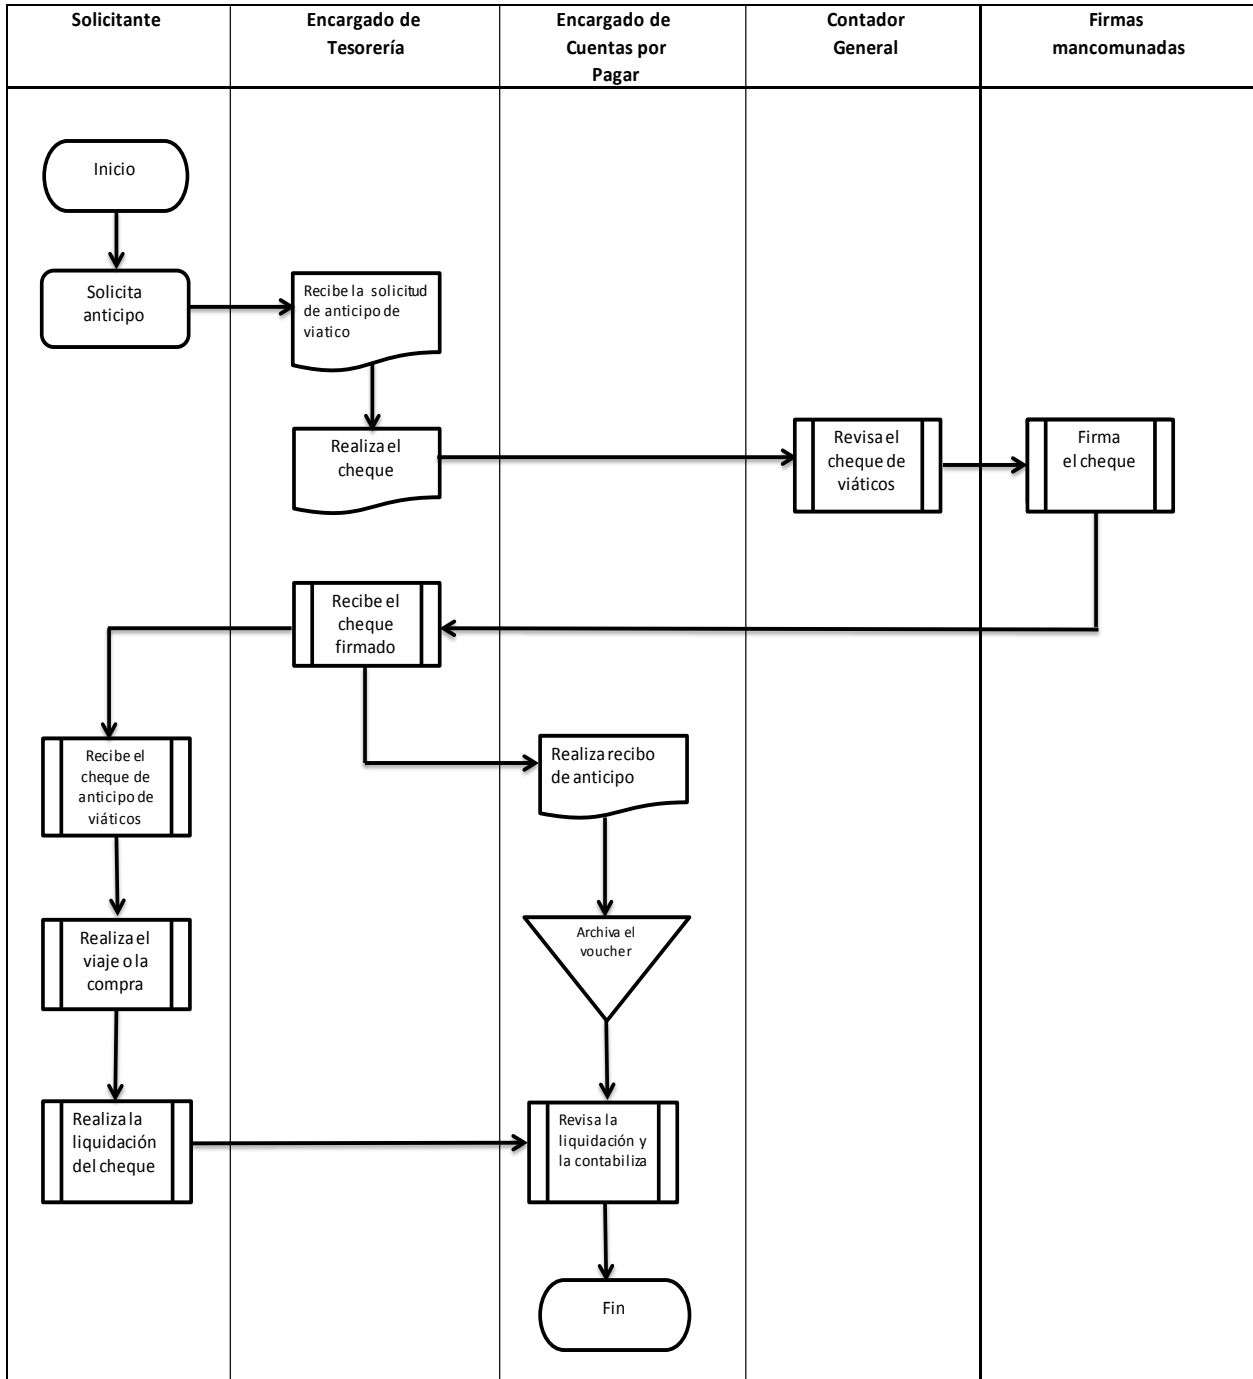 Solicitante
Encargado de
Tesorería
Encargado de
Cuentas por
Pagar
Contador
General
Firmas
mancomunadas
Inicio
Solicita
anticipo
Recibe la solicitud
de anticipo de
viatico
Realiza el
cheque
Revisa el
cheque de
viáticos
Firma
el cheque
Recibe el
cheque
firmado
Recibe el
cheque de
anticipo de
viáticos
Realiza recibo
de anticipo
Realiza el
viaje o la
compra
Archiva el
voucher
Realiza la
liquidación
del cheque
Revisa la
liquidación y
la contabiliza
Fin